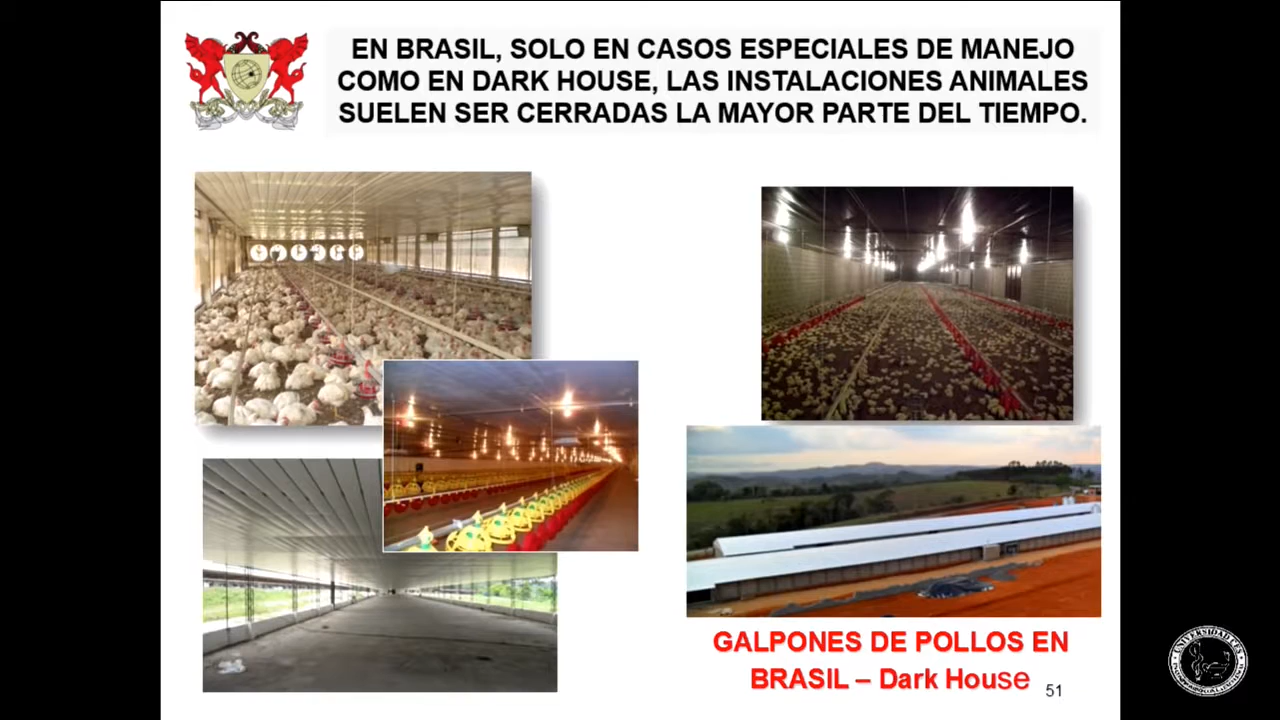 EN BRASIL, SOLO EN CASOS ESPECIALES DE MANEJO
COMO EN DARK HOUSE, LAS INSTALACIONES ANIMALES
SUELEN SER CERRADAS LA MAYOR PARTE DEL TIEMPO.
GALPONES DE POLLOS EN
BRASIL – Dark House
51